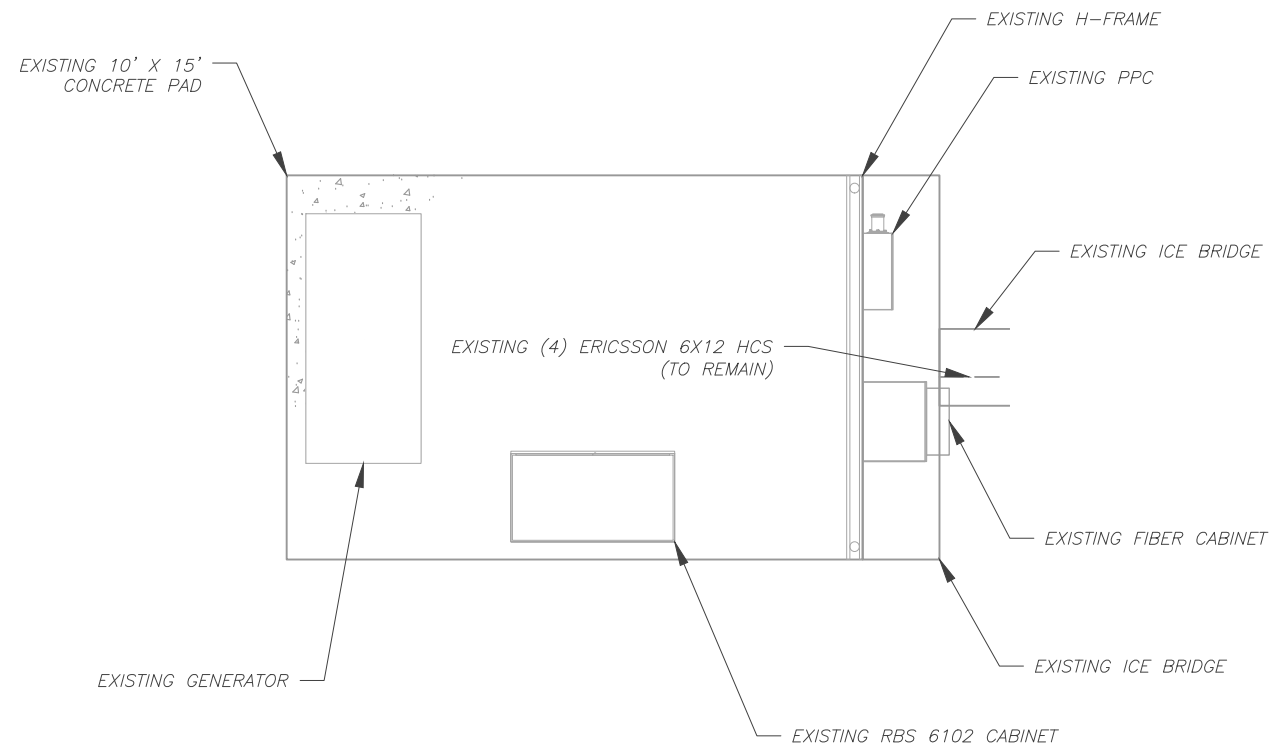 EXISTING H-FRAME
EXISTING 10' X 15'
CONCRETE PAD
EXISTING PPC
EXISTING ICE BRIDGE
EXISTING (4) ERICSSON 6X12 HCS
(TO REMAIN)
EXISTING FIBER CABINET
EXISTING ICE BRIDGE
EXISTING GENERATOR
EXISTING RBS 6102 CABINET